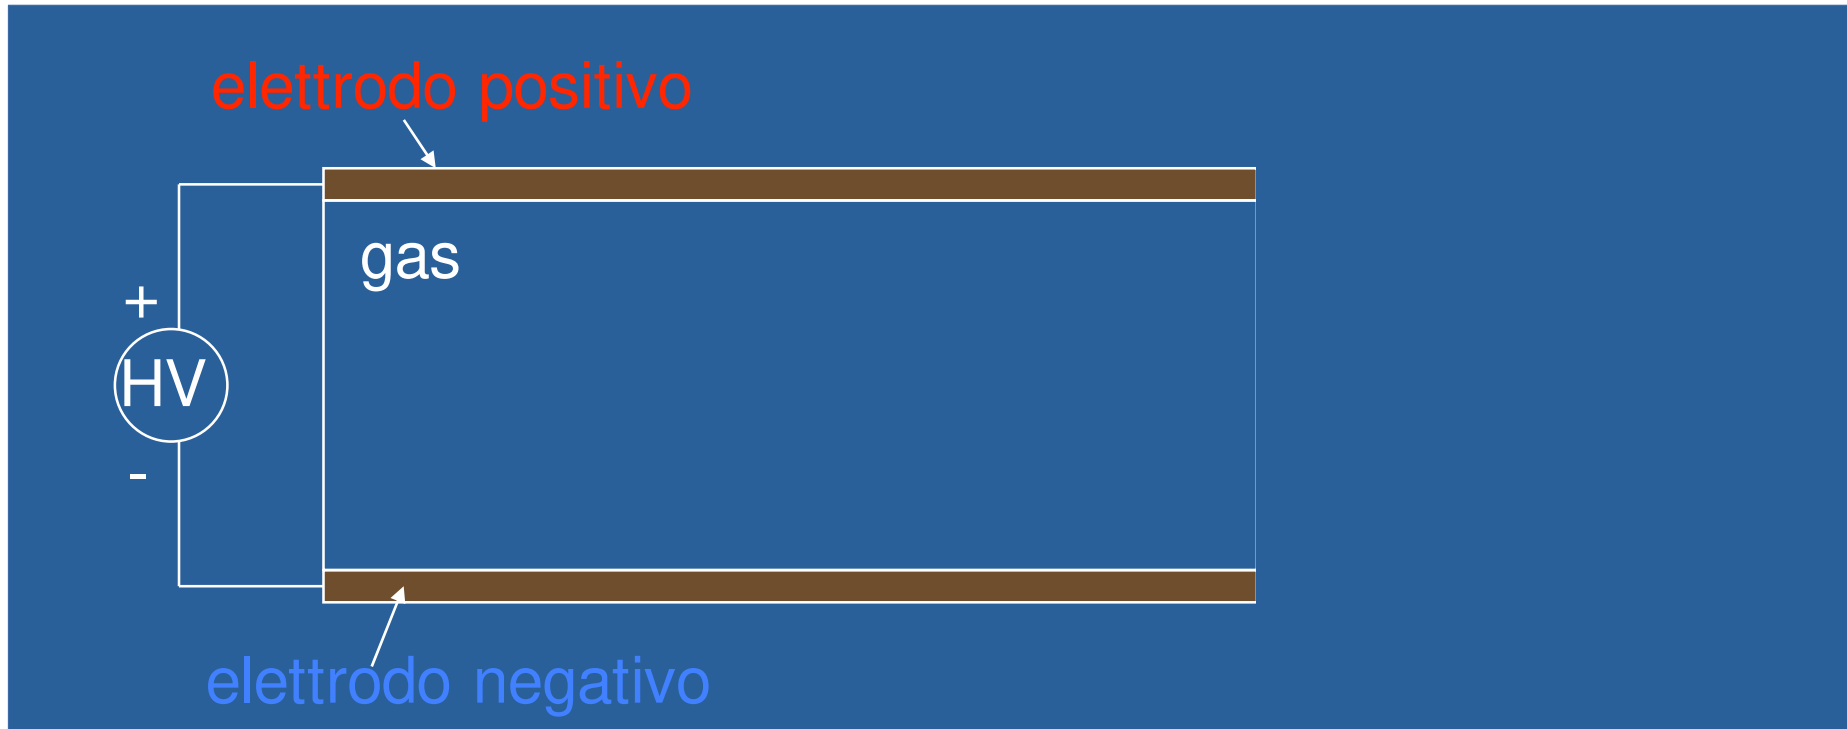 elettrodo positivo
gas
+
HV
-
elettrodo negativo